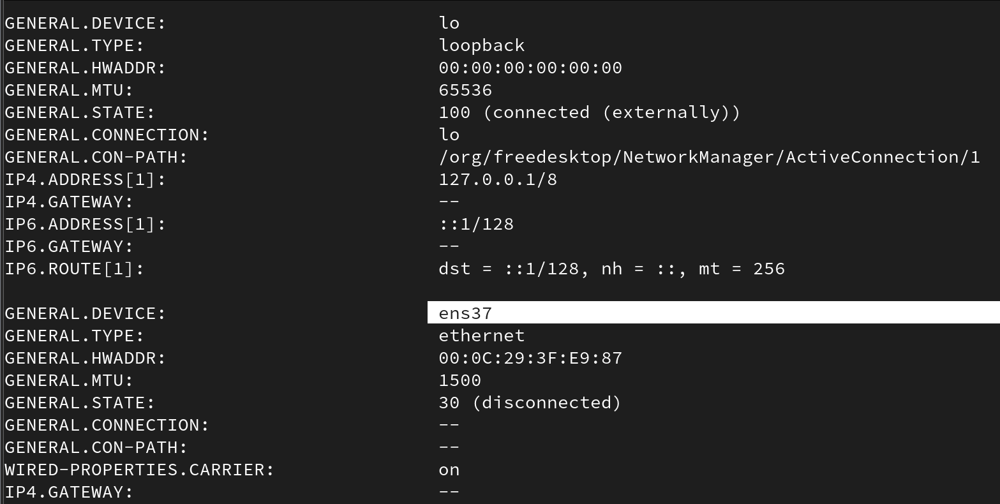 GENERAL.DEVICE: lo
GENERAL.TYPE: loopback
GENERAL.HWADDR: 00:00:00:00:00:00
GENERAL.MTU: 65536
GENERAL.STATE: 100 (connected (externally))
GENERAL.CONNECTION: lo
GENERAL.CON-PATH: /org/freedesktop/NetworkManager/ActiveConnection/1
IP4.ADDRESS[1]: 127.0.0.1/8
IP4.GATEWAY: --
IP6.ADDRESS[1]: ::1/128
IP6.GATEWAY: --
IP6.ROUTE[1]: dst = ::1/128, nh = ::, mt = 256
GENERAL.DEVICE: ens37
GENERAL.TYPE: ethernet
GENERAL.HWADDR: 00:0C:29:3F:E9:87
GENERAL.MTU: 1500
GENERAL.STATE: 30 (disconnected)
GENERAL.CONNECTION: --
GENERAL.CON-PATH: --
WIRED-PROPERTIES.CARRIER: on
IP4.GATEWAY: --